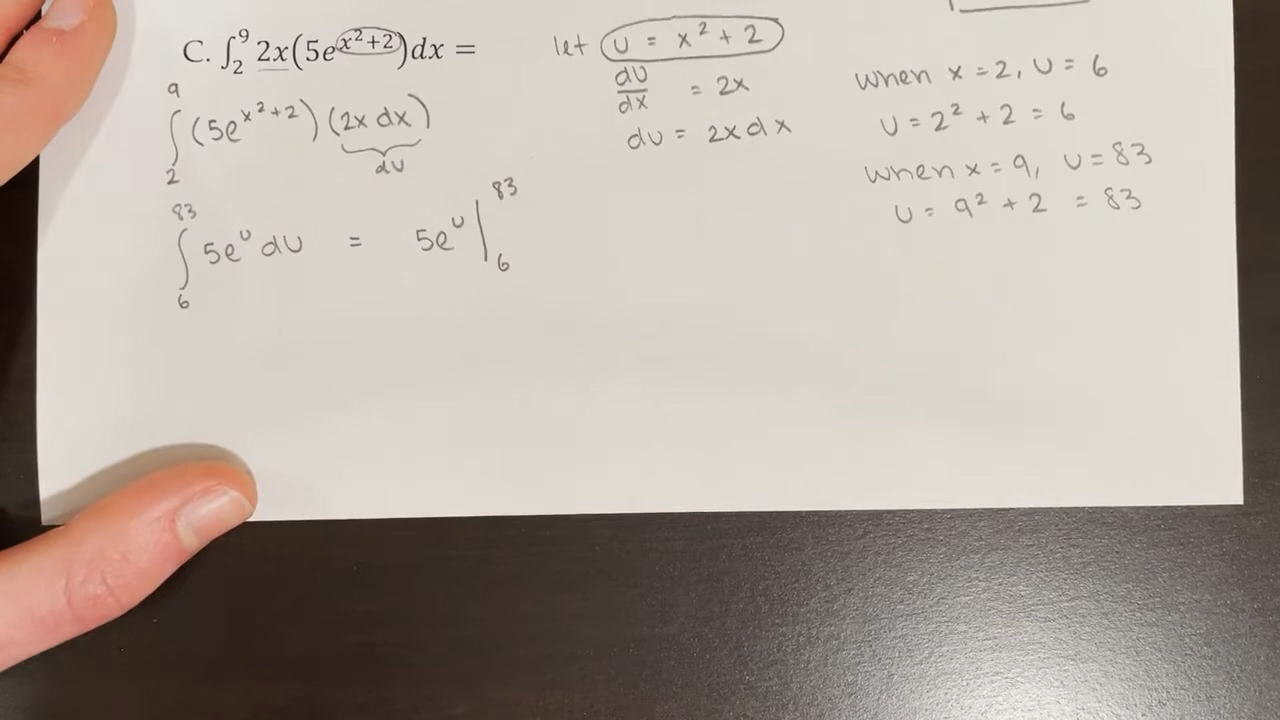 C. ∫₂⁹ 2x(5e^(x²+2))dx =
∫₂⁹ (5e^(x²+2)) (2x dx)
du
∫₆⁸³ 5e^u du = 5e^u |₆⁸³
let u = x² + 2
du/dx = 2x
du = 2x dx
when x = 2, u = 6
u = 2² + 2 = 6
when x = 9, u = 83
u = 9² + 2 = 83